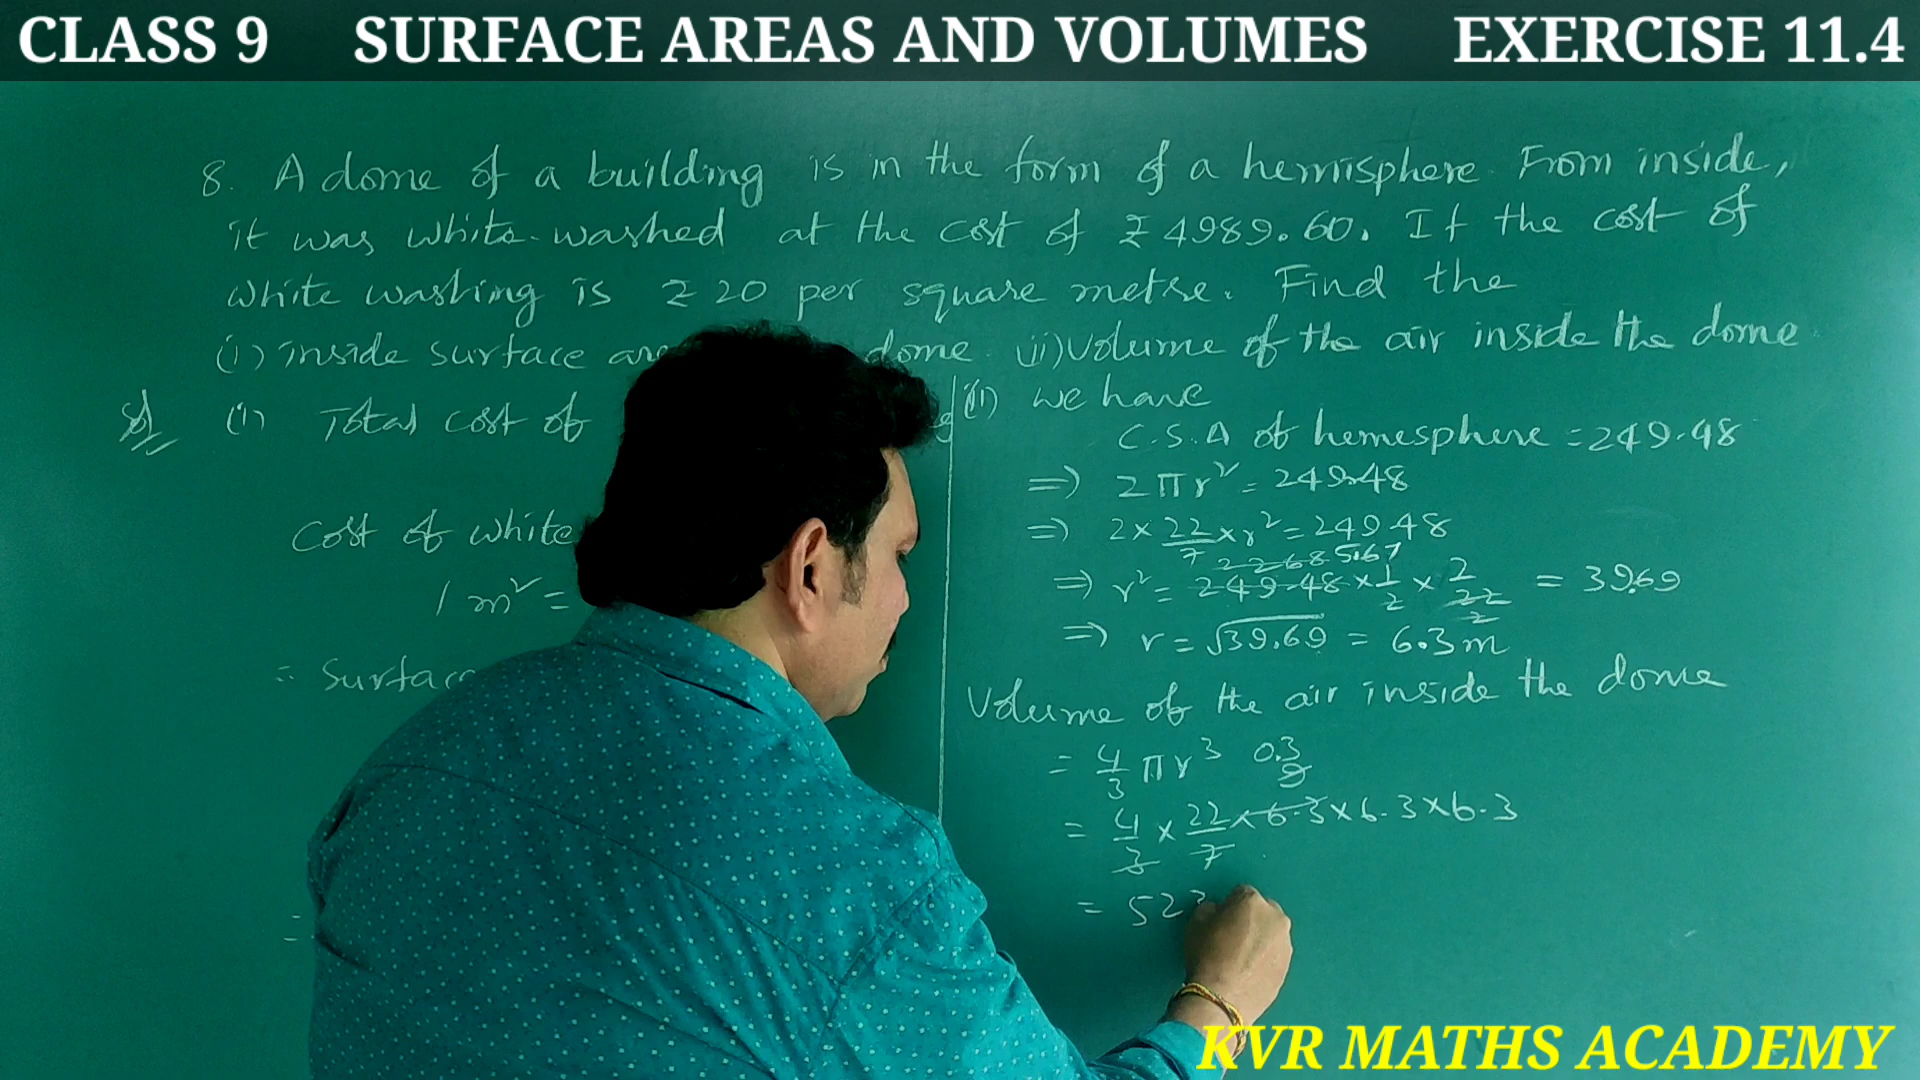 CLASS 9 SURFACE AREAS AND VOLUMES EXERCISE 11.4
8. A dome of a building is in the form of a hemisphere. From inside,
it was white-washed at the cost of ₹4989.60. If the cost of
white washing is ₹20 per square metre. Find the
(i) inside surface dome. ii) Volume of the air inside the dome
Sol (i) Total cost of
Cost of white
1 m² =
∴
=
(ii) we have
C.S.A of hemesphere = 249.48
=> 2πr² = 249.48
=> 2 × 22/7 × r² = 249.48
=> r² = 249.48 × 1/2 × 7/22 = 39.69
=> r = √39.69 = 6.3m
Volume of the air inside the dome
= 4/3 πr³ 0.3
= 4/3 × 22/7 × 6.3 × 6.3 × 6.3
= 52
KVR MATHS ACADEMY